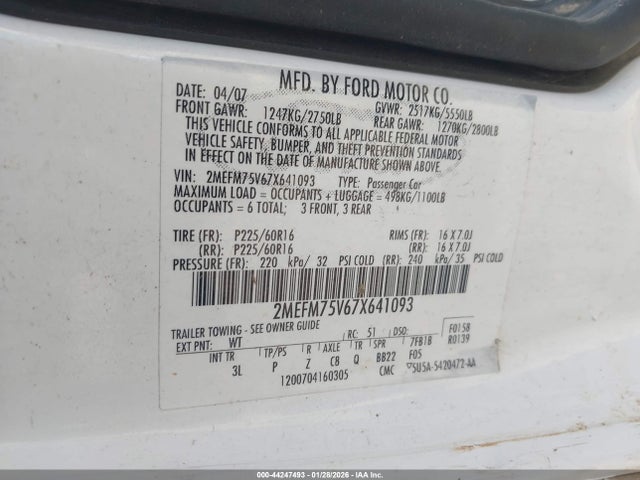 MFD. BY FORD MOTOR CO.
DATE: 04/07 GVWR: 2517KG/5550LB
FRONT GAWR: 1247KG/2750LB REAR GAWR: 1270KG/2800LB
THIS VEHICLE CONFORMS TO ALL APPLICABLE FEDERAL MOTOR
VEHICLE SAFETY, BUMPER, AND THEFT PREVENTION STANDARDS
IN EFFECT ON THE DATE OF MANUFACTURE SHOWN ABOVE.
VIN: 2MEFM75V67X641093 TYPE: Passenger Car
MAXIMUM LOAD = OCCUPANTS + LUGGAGE = 498KG/1100LB
OCCUPANTS = 6 TOTAL; 3 FRONT, 3 REAR
TIRE (FR): P225/60R16 RIMS (FR): 16 X 7.0J
(RR): P225/60R16 (RR): 16 X 7.0J
PRESSURE (FR): 220 kPa/ 32 PSI COLD (RR): 240 kPa/ 35 PSI COLD
2MEFM75V67X641093
TRAILER TOWING - SEE OWNER GUIDE
RC: 51 DSO: F0158
EXT PNT: WT 7FB1B R0139
INT TR TP/PS R AXLE TR SPR
3L P Z CB Q BB22 F05
1200704160305 CMC 5U5A-5420472-AA
000-44247493 - 01/28/2026 - COPYRIGHT IAA, LLC